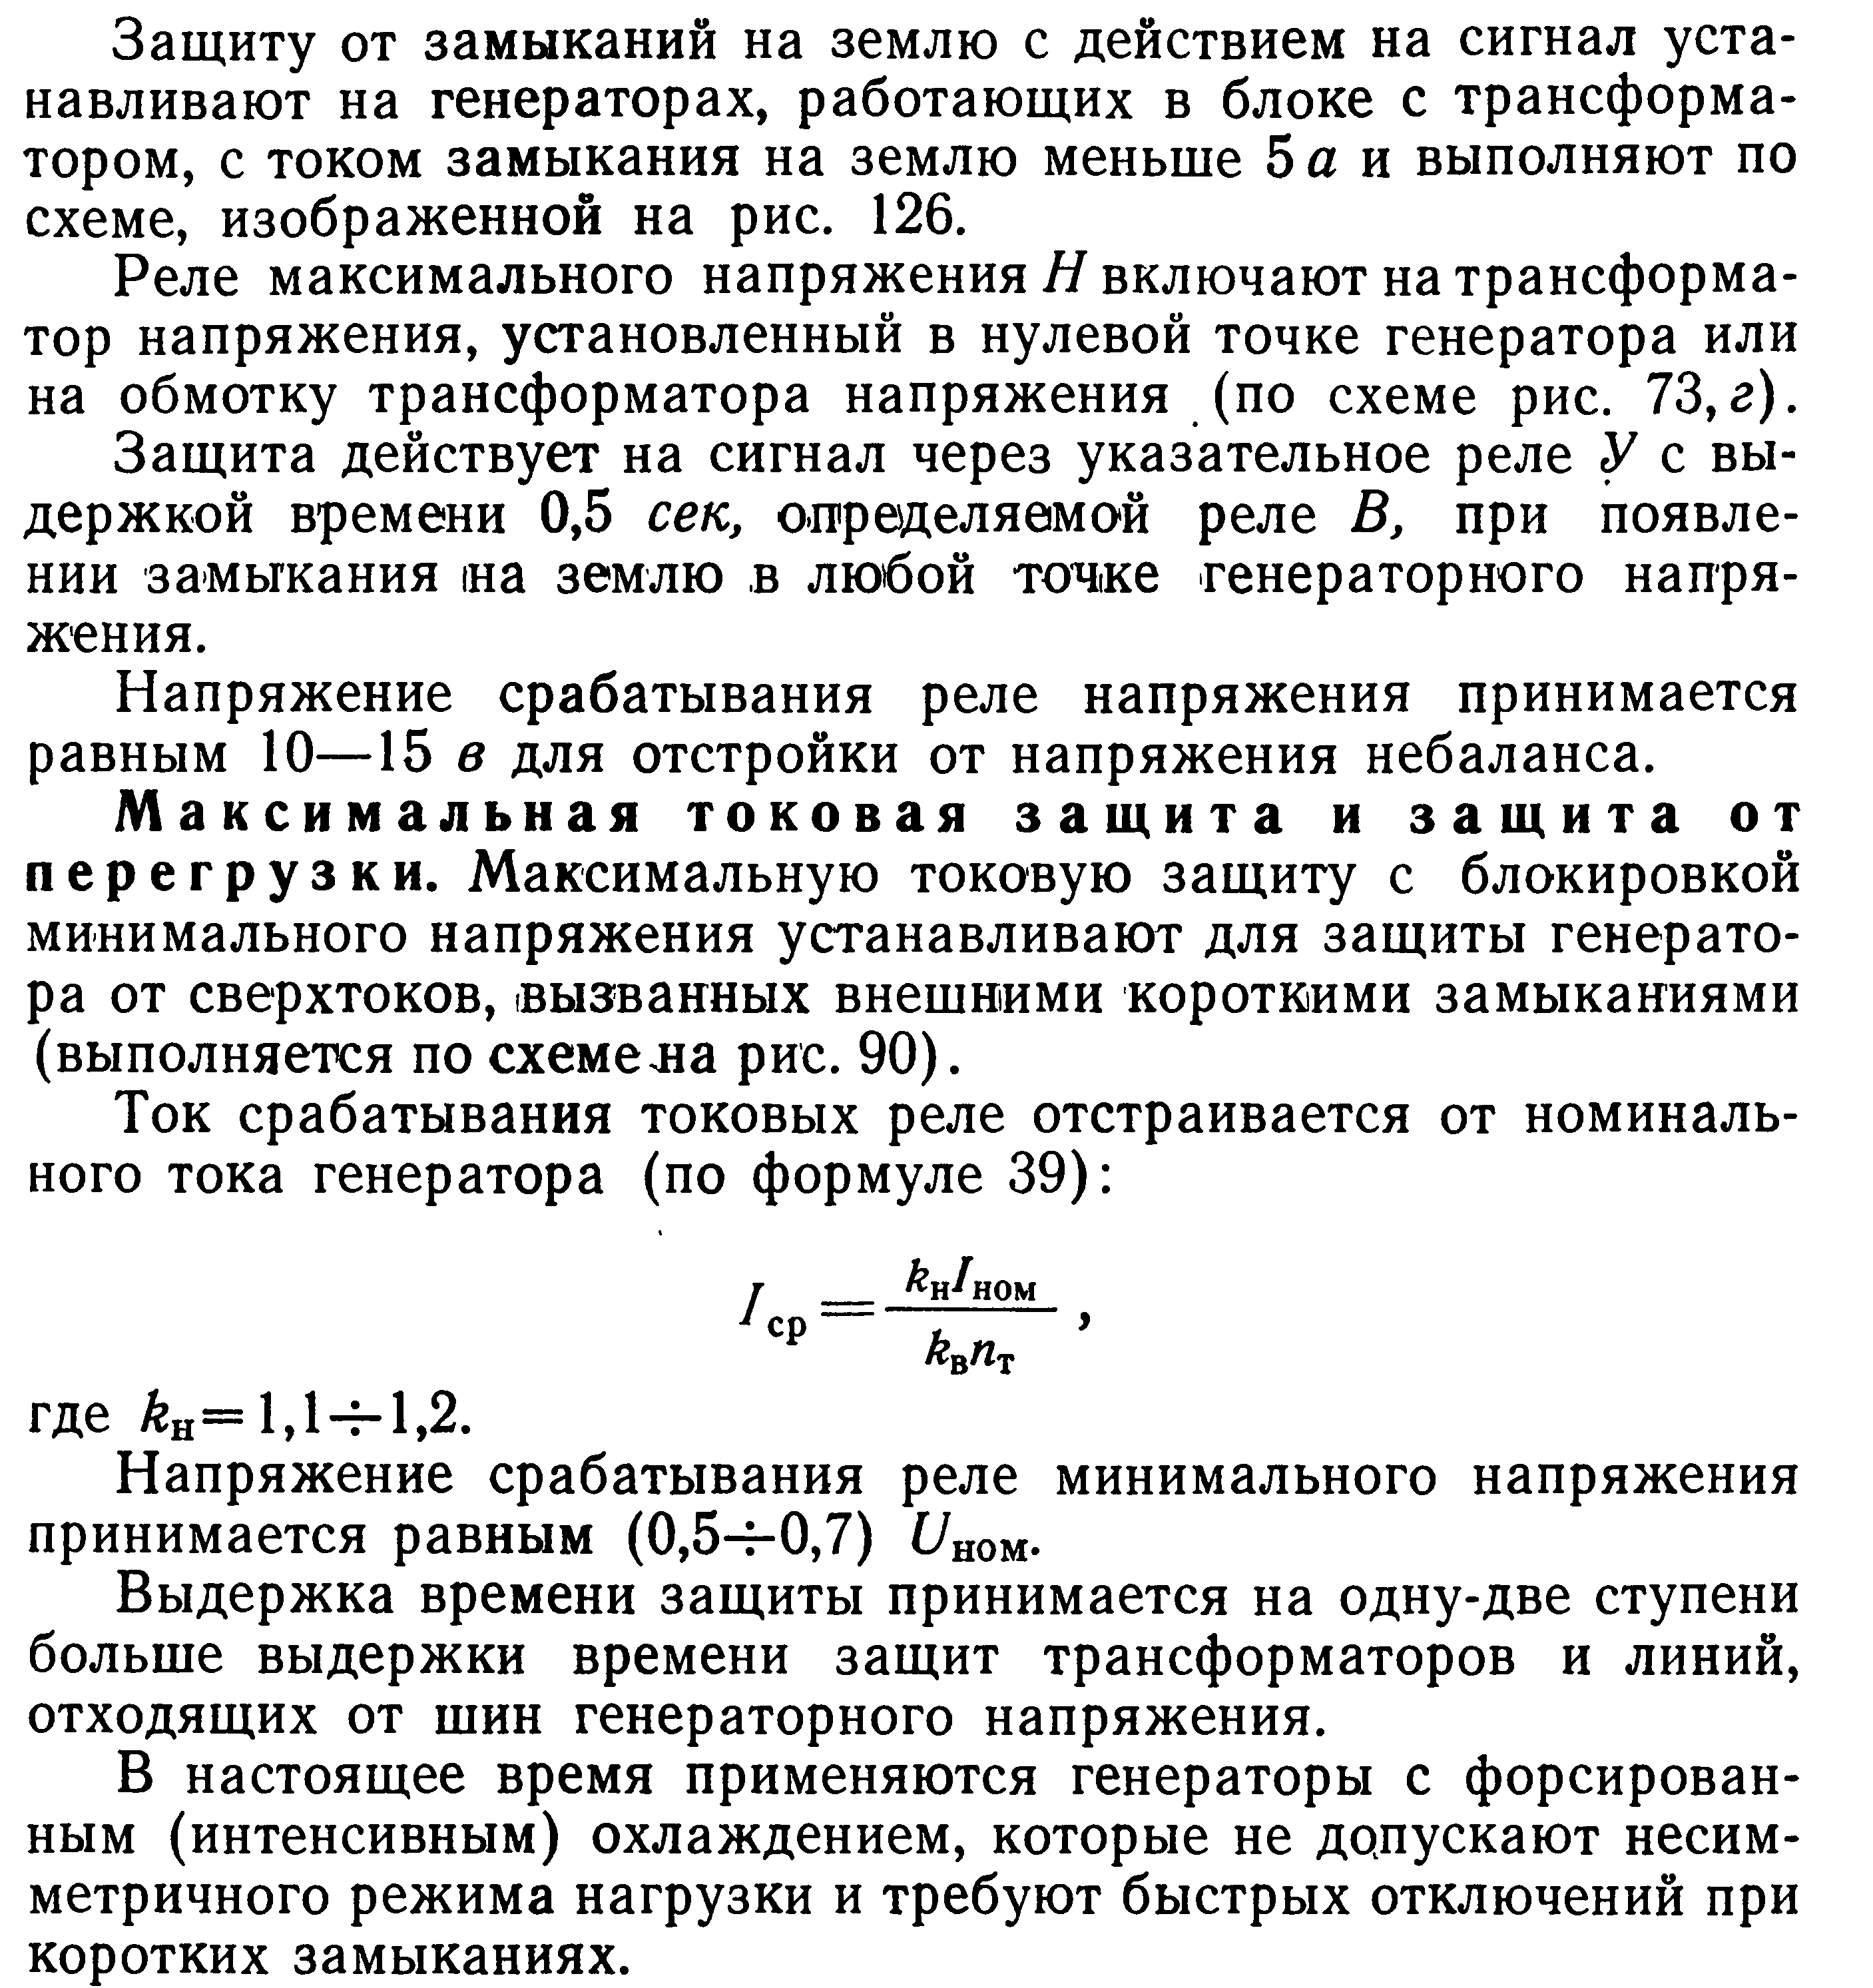 Защиту от замыканий на землю с действием на сигнал уста-
навливают на генераторах, работающих в блоке с трансформа-
тором, с током замыкания на землю меньше 5 а и выполняют по
схеме, изображенной на рис. 126.
Реле максимального напряжения Н включают на трансформа-
тор напряжения, установленный в нулевой точке генератора или
на обмотку трансформатора напряжения (по схеме рис. 73, г).
Защита действует на сигнал через указательное реле У с вы-
держкой времени 0,5 сек, определяемой реле В, при появле-
нии замыкания на землю в любой точке генераторного напря-
жения.
Напряжение срабатывания реле напряжения принимается
равным 10—15 в для отстройки от напряжения небаланса.
Максимальная токовая защита и защита от
перегрузки. Максимальную токовую защиту с блокировкой
минимального напряжения устанавливают для защиты генерато-
ра от сверхтоков, вызванных внешними короткими замыканиями
(выполняется по схеме на рис. 90).
Ток срабатывания токовых реле отстраивается от номиналь-
ного тока генератора (по формуле 39):
I_ср = k_н I_ном / k_в n_т ,
где k_н = 1,1÷1,2.
Напряжение срабатывания реле минимального напряжения
принимается равным (0,5÷0,7) U_ном.
Выдержка времени защиты принимается на одну-две ступени
больше выдержки времени защит трансформаторов и линий,
отходящих от шин генераторного напряжения.
В настоящее время применяются генераторы с форсирован-
ным (интенсивным) охлаждением, которые не допускают несим-
метричного режима нагрузки и требуют быстрых отключений при
коротких замыканиях.